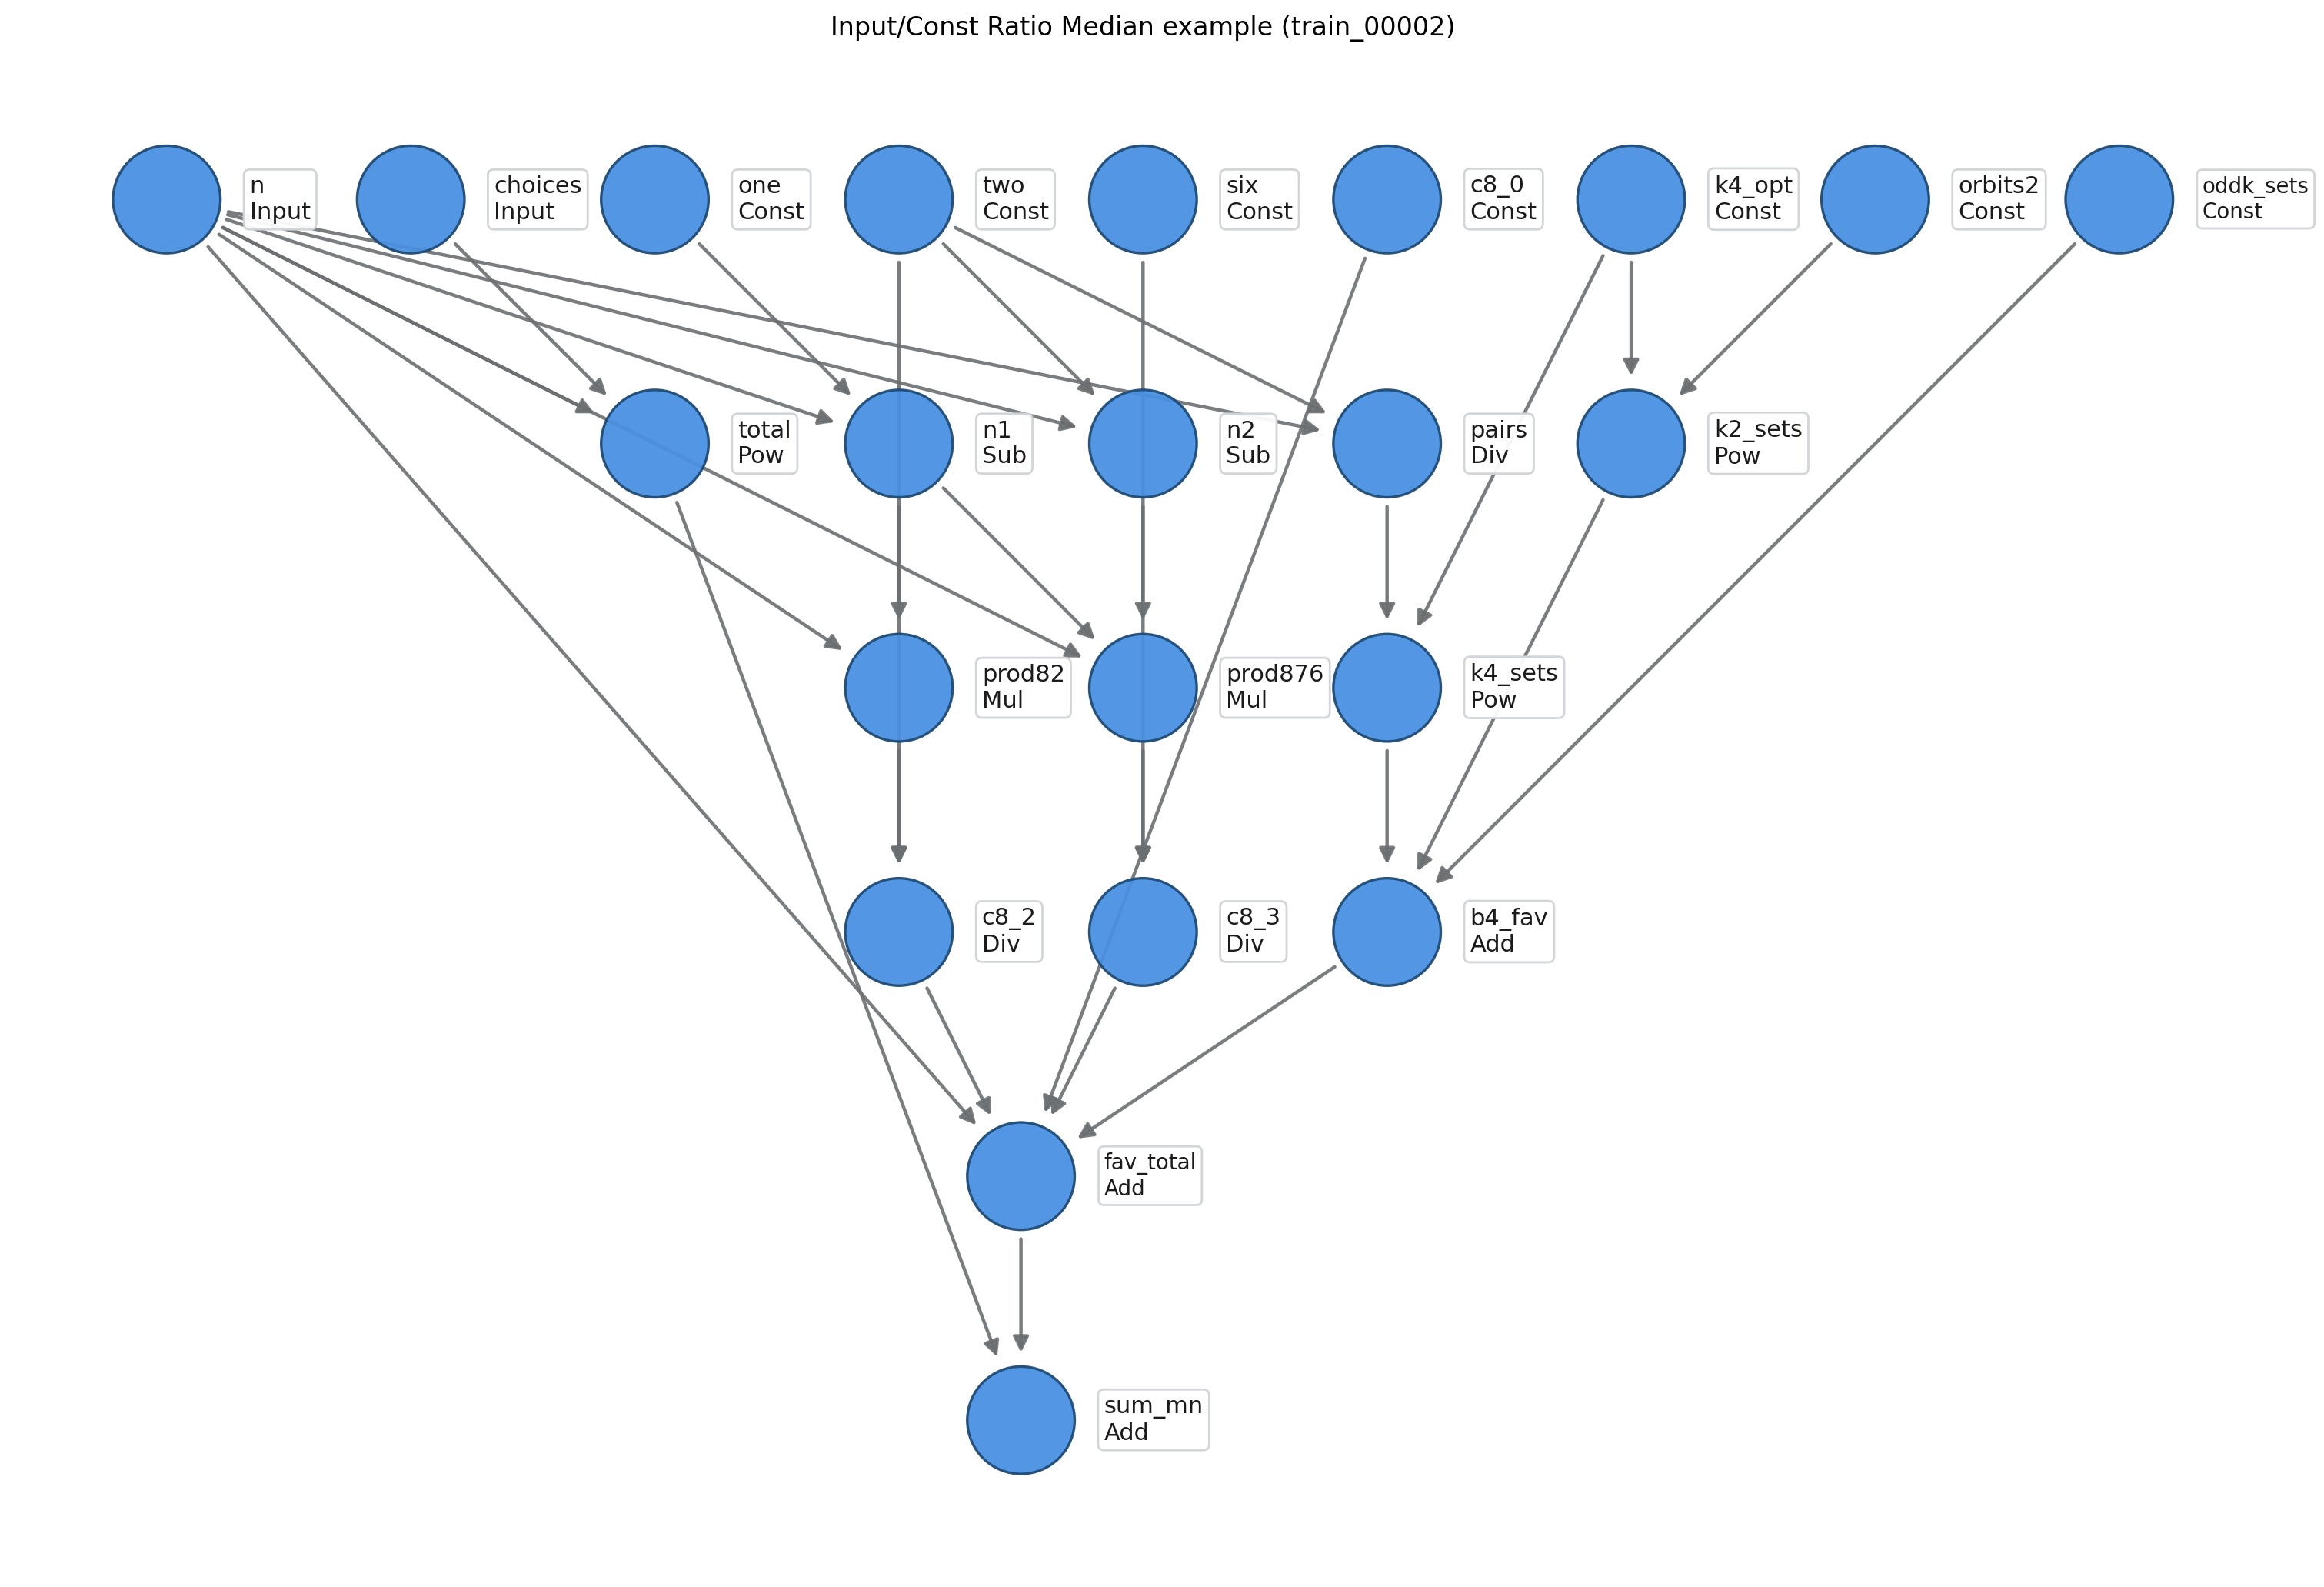 Input/Const Ratio Median example (train_00002)
n
Input
choices
Input
one
Const
two
Const
six
Const
c8_0
Const
k4_opt
Const
orbits2
Const
oddk_sets
Const
total
Pow
n1
Sub
n2
Sub
pairs
Div
k2_sets
Pow
prod82
Mul
prod876
Mul
k4_sets
Pow
c8_2
Div
c8_3
Div
b4_fav
Add
fav_total
Add
sum_mn
Add